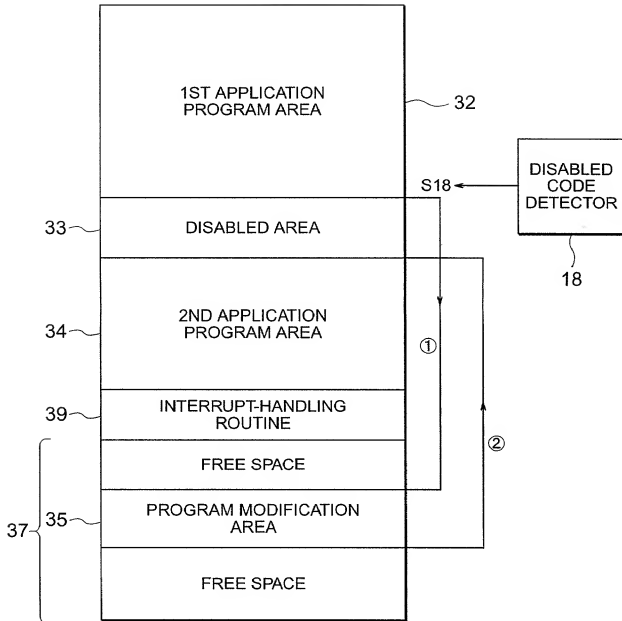 1ST APPLICATION
PROGRAM AREA
32
DISABLED
CODE
DETECTOR
S18
18
33
DISABLED AREA
2ND APPLICATION
PROGRAM AREA
34
①
39
INTERRUPT-HANDLING
ROUTINE
②
FREE SPACE
37
35
PROGRAM MODIFICATION
AREA
FREE SPACE